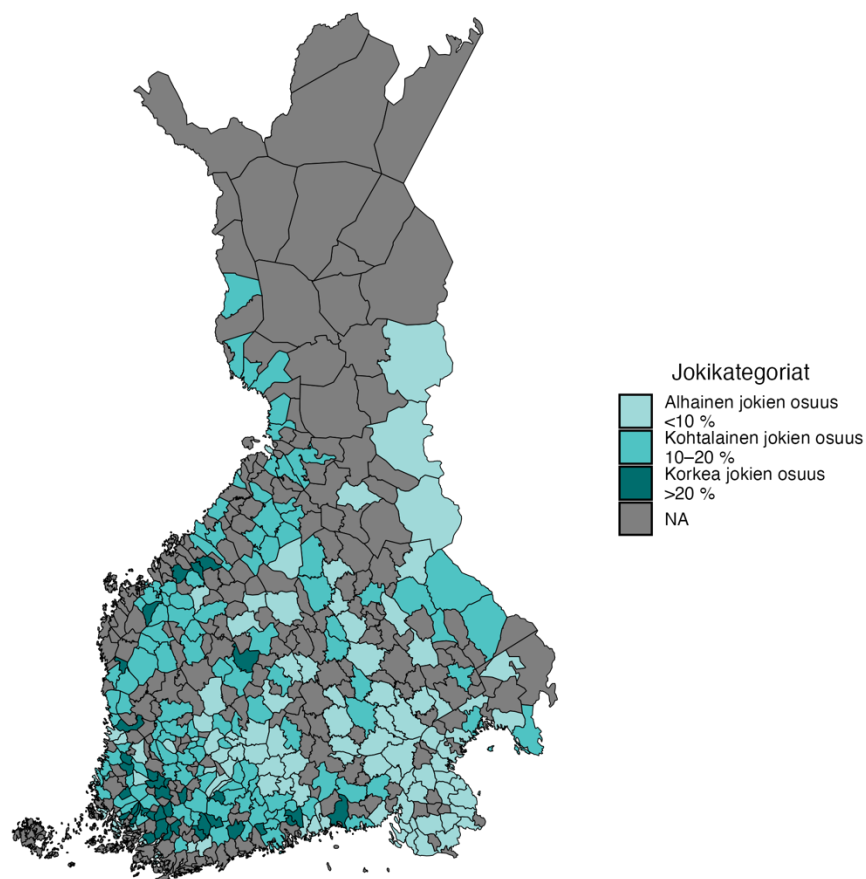 Jokikategoriat
Alhainen jokien osuus
<10 %
Kohtalainen jokien osuus
10–20 %
Korkea jokien osuus
>20 %
NA